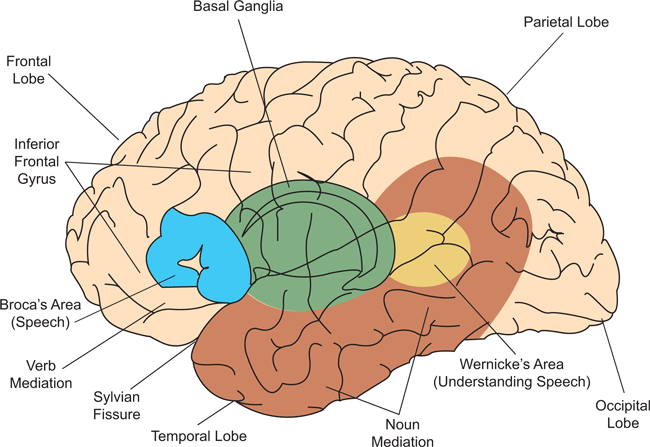 Basal Ganglia
Parietal Lobe
Frontal
Lobe
Inferior
Frontal
Gyrus
Broca's Area
(Speech)
Verb
Mediation
Sylvian
Fissure
Temporal Lobe
Noun
Mediation
Wernicke's Area
(Understanding Speech)
Occipital
Lobe